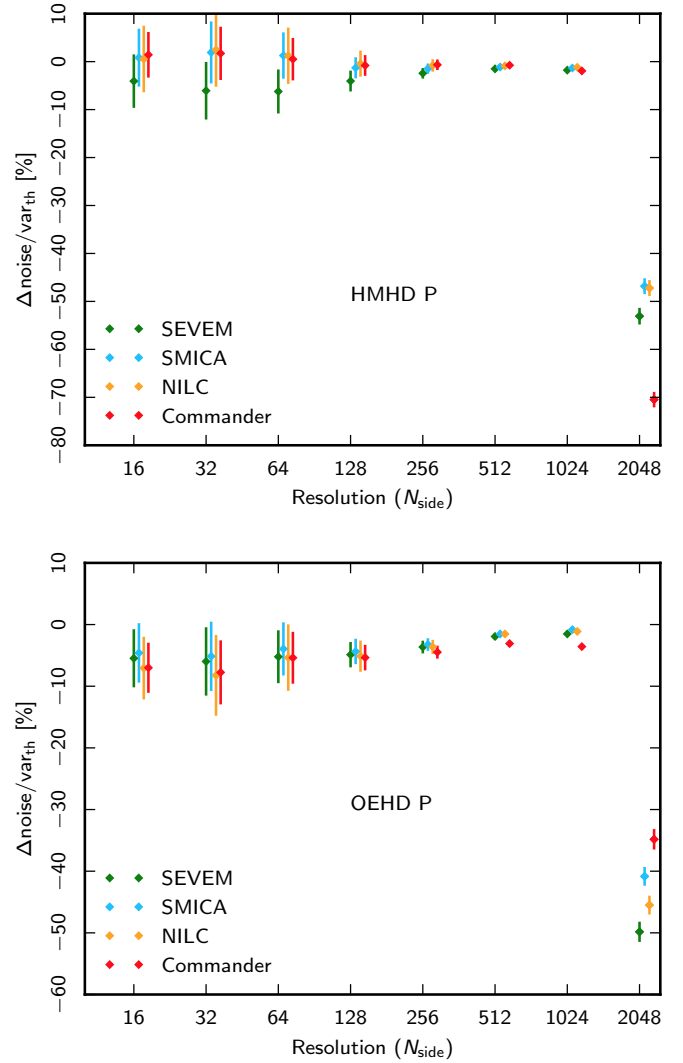 10
0
−10
−20
−30
−40
−50
−60
−70
−80
Δnoise/var_th [%]
HMHD P
SEVEM
SMICA
NILC
Commander
16 32 64 128 256 512 1024 2048
Resolution (N_side)
10
0
−10
−20
−30
−40
−50
−60
Δnoise/var_th [%]
OEHD P
SEVEM
SMICA
NILC
Commander
16 32 64 128 256 512 1024 2048
Resolution (N_side)